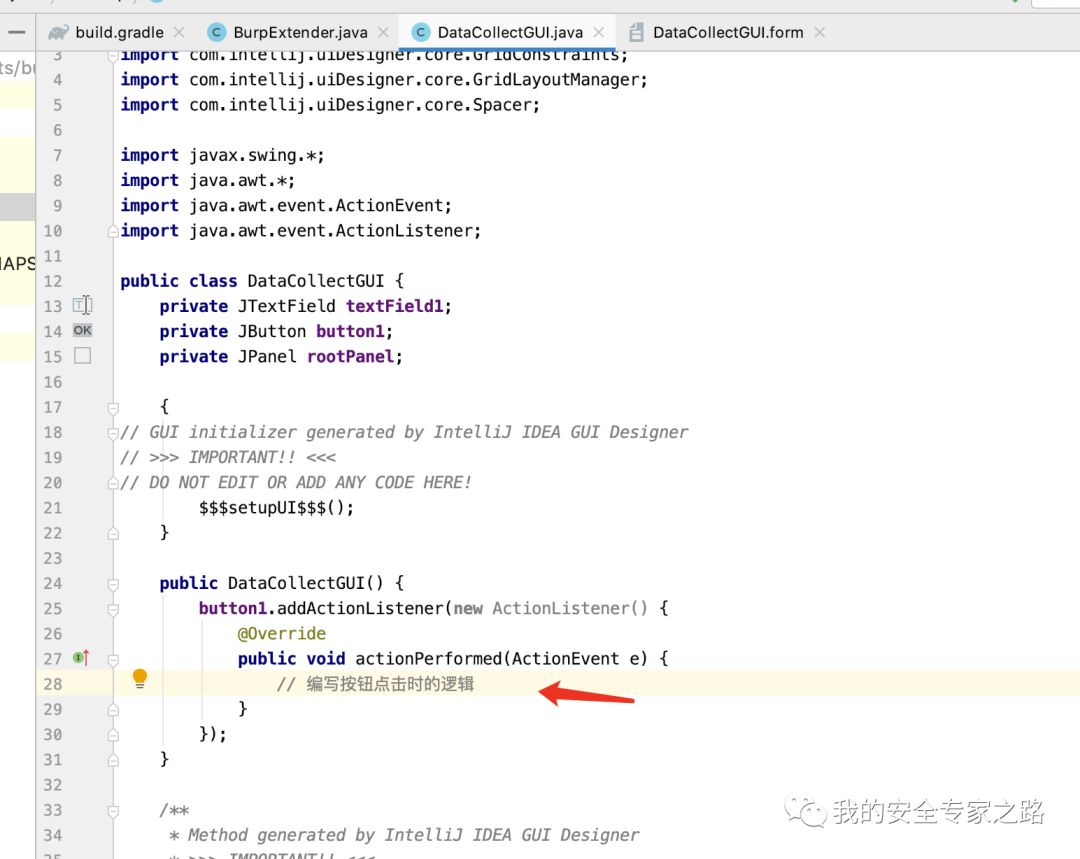 build.gradle BurpExtender.java DataCollectGUI.java DataCollectGUI.form
3 import com.intellij.uiDesigner.core.GridConstraints;
4 import com.intellij.uiDesigner.core.GridLayoutManager;
5 import com.intellij.uiDesigner.core.Spacer;
6
7 import javax.swing.*;
8 import java.awt.*;
9 import java.awt.event.ActionEvent;
10 import java.awt.event.ActionListener;
11
12 public class DataCollectGUI {
13 private JTextField textField1;
14 OK private JButton button1;
15 private JPanel rootPanel;
16
17 {
18 // GUI initializer generated by IntelliJ IDEA GUI Designer
19 // >>> IMPORTANT!! <<<
20 // DO NOT EDIT OR ADD ANY CODE HERE!
21 $$$setupUI$$$();
22 }
23
24 public DataCollectGUI() {
25 button1.addActionListener(new ActionListener() {
26 @Override
27 public void actionPerformed(ActionEvent e) {
28 // 编写按钮点击时的逻辑
29 }
30 });
31 }
32
33 /**
34 * Method generated by IntelliJ IDEA GUI Designer
35 * >>> IMPORTANT!! <<<
我的安全专家之路